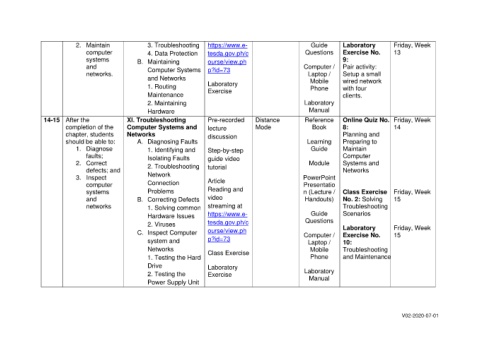 2. Maintain
computer
systems
and
networks.
3. Troubleshooting
4. Data Protection
B. Maintaining
Computer Systems
and Networks
1. Routing
Maintenance
2. Maintaining
Hardware
https://www.e-
tesda.gov.ph/c
ourse/view.ph
p?id=73
Laboratory
Exercise
Guide
Questions
Computer /
Laptop /
Mobile
Phone
Laboratory
Manual
Laboratory
Exercise No.
9:
Pair activity:
Setup a small
wired network
with four
clients.
Friday, Week
13
14-15
After the
completion of the
chapter, students
should be able to:
1. Diagnose
faults;
2. Correct
defects; and
3. Inspect
computer
systems
and
networks
XI. Troubleshooting
Computer Systems and
Networks
A. Diagnosing Faults
1. Identifying and
Isolating Faults
2. Troubleshooting
Network
Connection
Problems
B. Correcting Defects
1. Solving common
Hardware Issues
2. Viruses
C. Inspect Computer
system and
Networks
1. Testing the Hard
Drive
2. Testing the
Power Supply Unit
Pre-recorded
lecture
discussion
Step-by-step
guide video
tutorial
Article
Reading and
video
streaming at
https://www.e-
tesda.gov.ph/c
ourse/view.ph
p?id=73
Class Exercise
Laboratory
Exercise
Distance
Mode
Reference
Book
Learning
Guide
Module
PowerPoint
Presentatio
n (Lecture /
Handouts)
Guide
Questions
Computer /
Laptop /
Mobile
Phone
Laboratory
Manual
Online Quiz No.
8:
Planning and
Preparing to
Maintain
Computer
Systems and
Networks
Class Exercise
No. 2: Solving
Troubleshooting
Scenarios
Laboratory
Exercise No.
10:
Troubleshooting
and Maintenance
Friday, Week
14
Friday, Week
15
Friday, Week
15
V02-2020-07-01